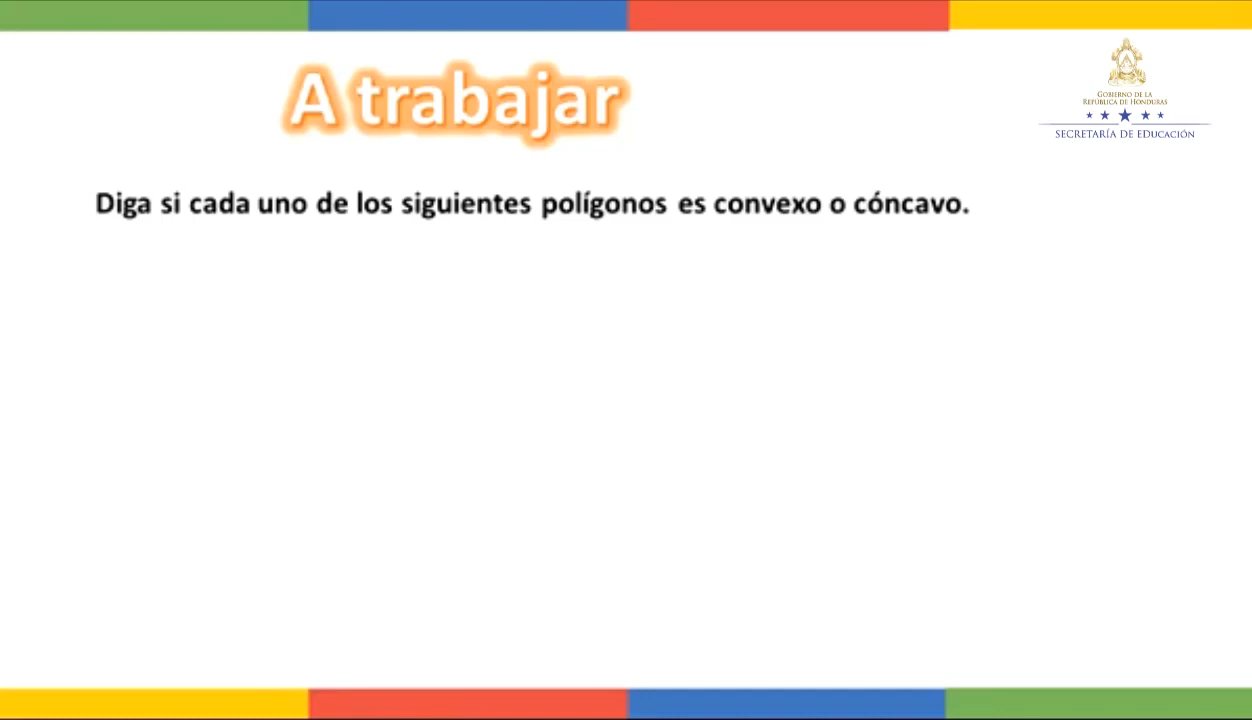 A trabajar
GOBIERNO DE LA
REPÚBLICA DE HONDURAS
SECRETARÍA DE EDUCACIÓN
Diga si cada uno de los siguientes polígonos es convexo o cóncavo.